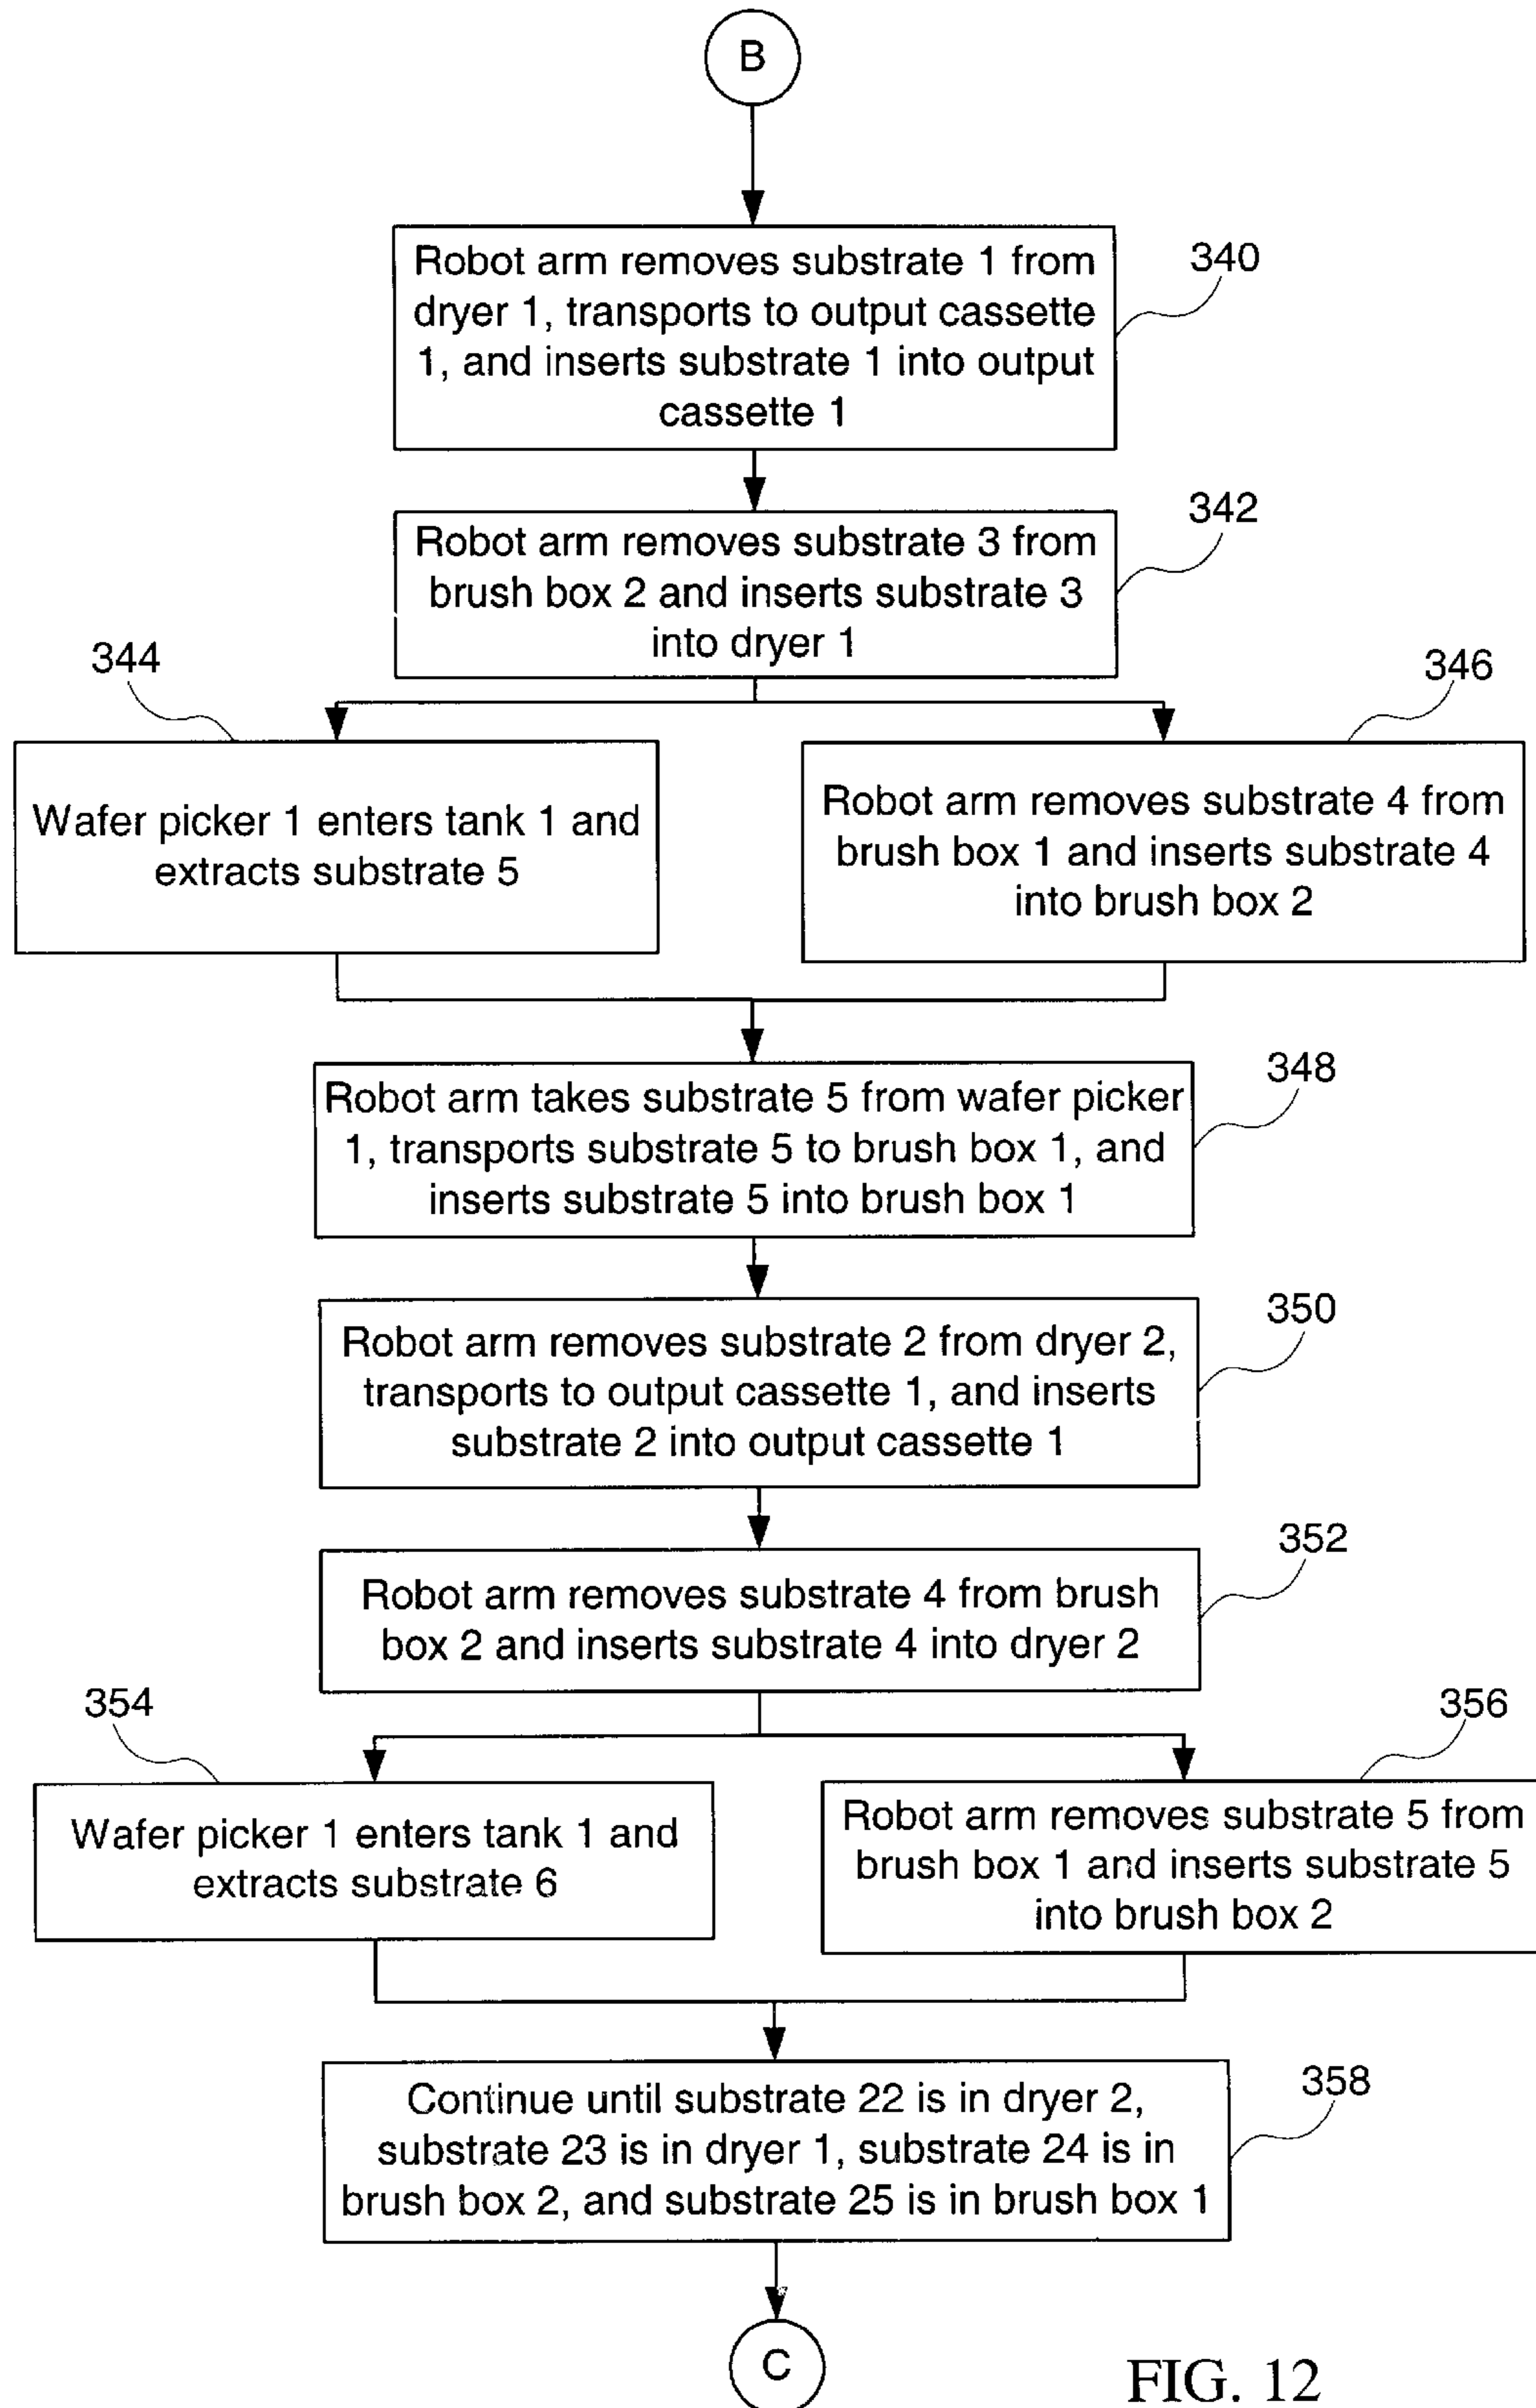 B
Robot arm removes substrate 1 from
dryer 1, transports to output cassette
1, and inserts substrate 1 into output
cassette 1
340
Robot arm removes substrate 3 from
brush box 2 and inserts substrate 3
into dryer 1
342
344
Wafer picker 1 enters tank 1 and
extracts substrate 5
346
Robot arm removes substrate 4 from
brush box 1 and inserts substrate 4
into brush box 2
Robot arm takes substrate 5 from wafer picker
1, transports substrate 5 to brush box 1, and
inserts substrate 5 into brush box 1
348
Robot arm removes substrate 2 from dryer 2,
transports to output cassette 1, and inserts
substrate 2 into output cassette 1
350
Robot arm removes substrate 4 from brush
box 2 and inserts substrate 4 into dryer 2
352
354
Wafer picker 1 enters tank 1 and
extracts substrate 6
356
Robot arm removes substrate 5 from
brush box 1 and inserts substrate 5
into brush box 2
Continue until substrate 22 is in dryer 2,
substrate 23 is in dryer 1, substrate 24 is in
brush box 2, and substrate 25 is in brush box 1
358
C
FIG. 12